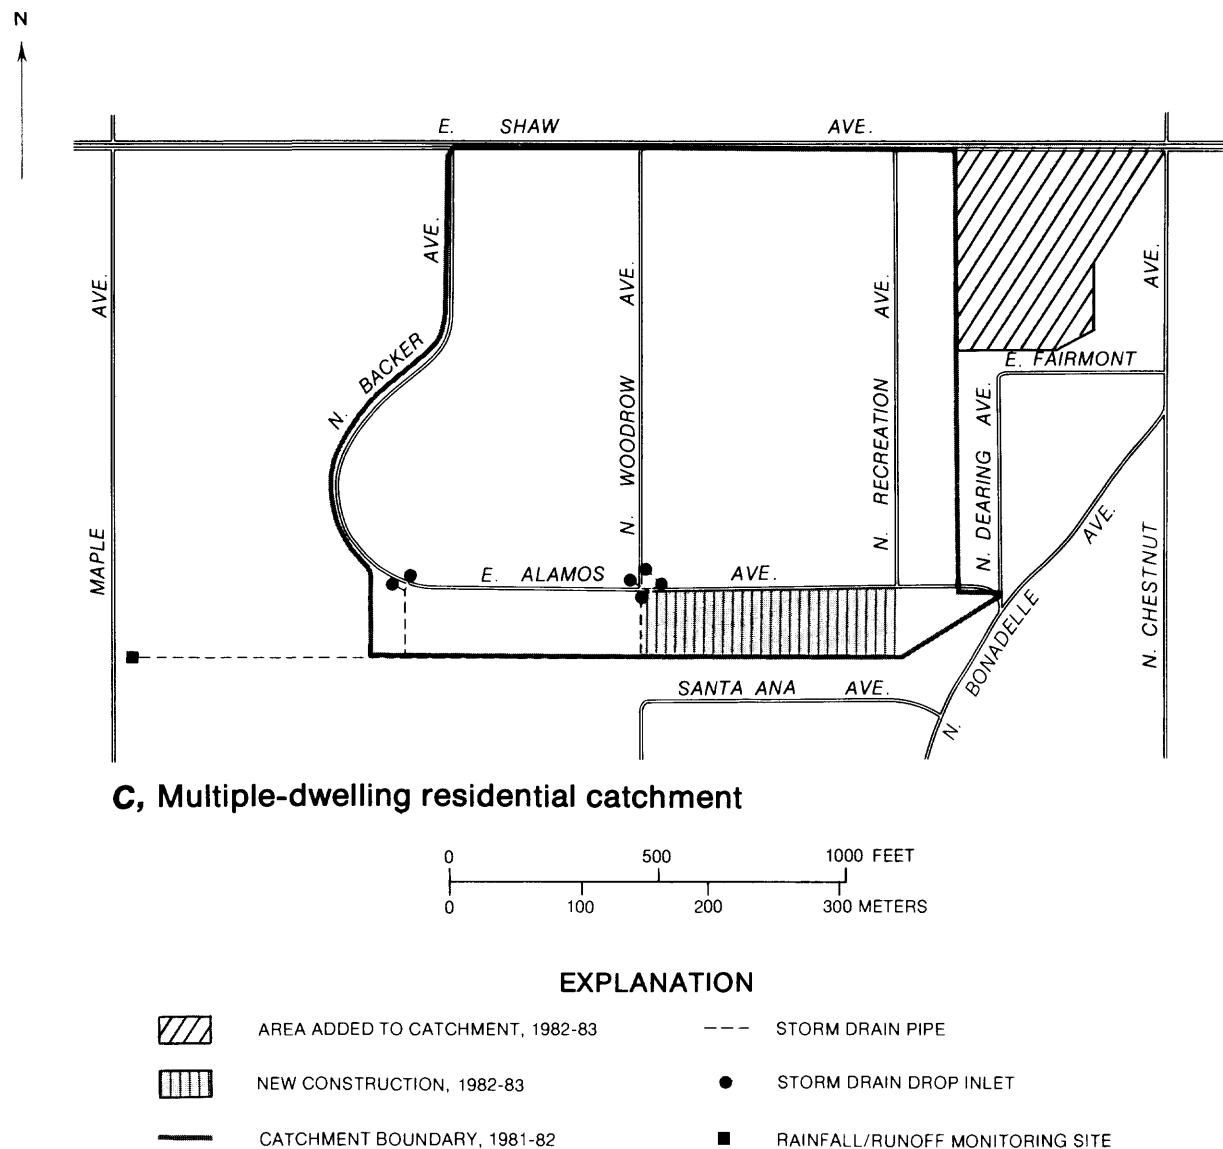 N
E. SHAW AVE.
MAPLE AVE.
N. BACKER AVE.
N. WOODROW AVE.
N. RECREATION AVE.
N. DEARING AVE.
E. FAIRMONT
N. CHESTNUT AVE.
E. ALAMOS AVE.
N. BONADELLE AVE.
SANTA ANA AVE.
C, Multiple-dwelling residential catchment
0 500 1000 FEET
0 100 200 300 METERS
EXPLANATION
AREA ADDED TO CATCHMENT, 1982-83
NEW CONSTRUCTION, 1982-83
CATCHMENT BOUNDARY, 1981-82
STORM DRAIN PIPE
STORM DRAIN DROP INLET
RAINFALL/RUNOFF MONITORING SITE